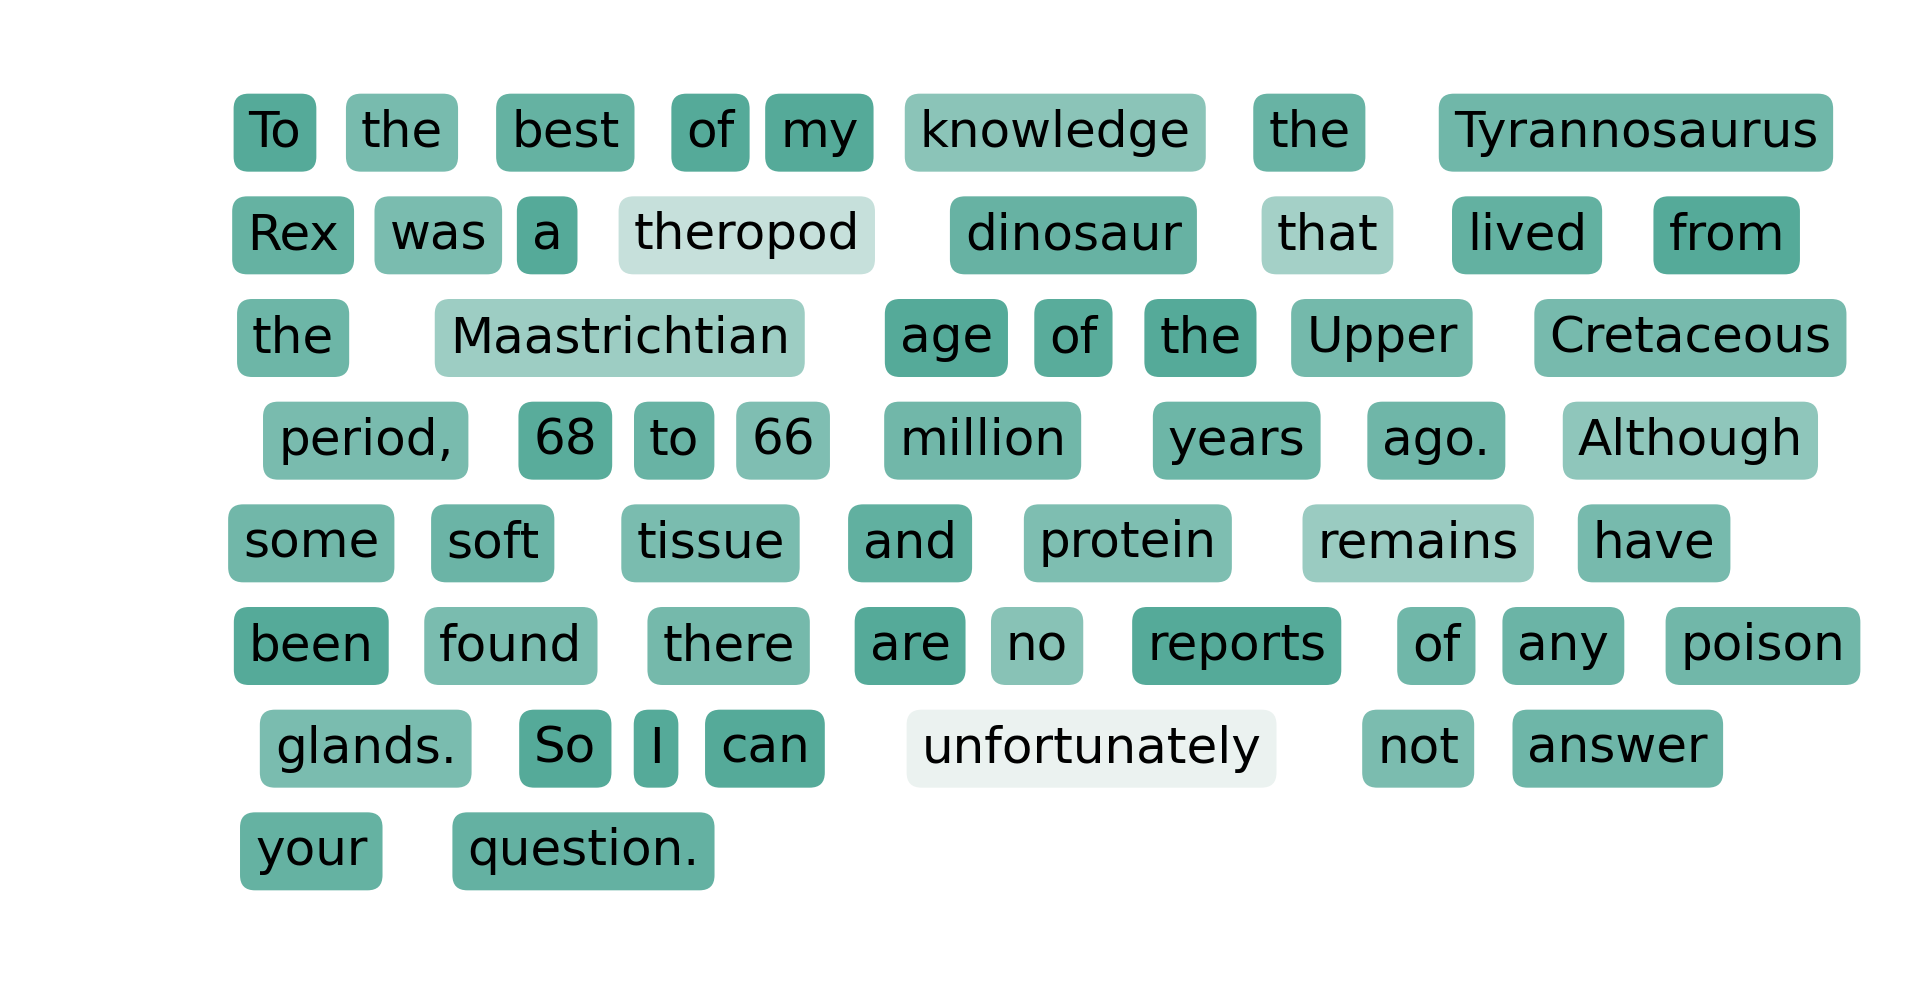 To the best of my knowledge the Tyrannosaurus
Rex was a theropod dinosaur that lived from
the Maastrichtian age of the Upper Cretaceous
period, 68 to 66 million years ago. Although
some soft tissue and protein remains have
been found there are no reports of any poison
glands. So I can unfortunately not answer
your question.